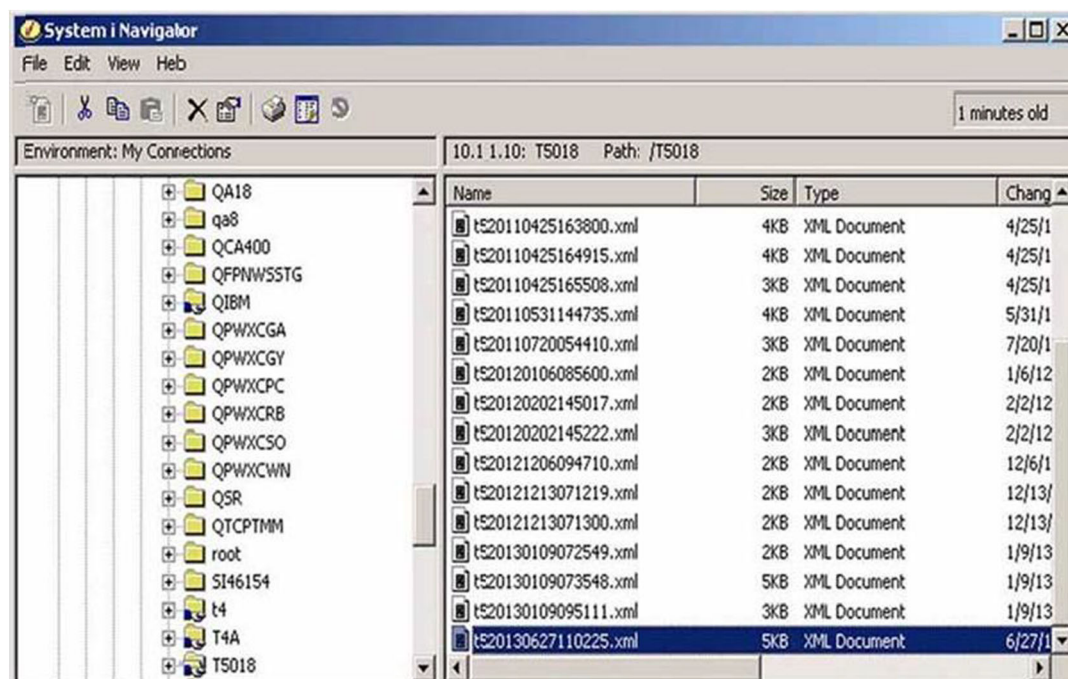 System i Navigator
File Edit View Heb
1 minutes old
Environment: My Connections
10.1 1.10: T5018 Path: /T5018
QA18
qa8
QCA400
QFPNWSSTG
QIBM
QPWXCGA
QPWXCGY
QPWXCPC
QPWXCRB
QPWXCSO
QPWXCWN
QSR
QTCPTMM
root
SI46154
t4
T4A
T5018
Name Size Type Chang
t520110425163800.xml 4KB XML Document 4/25/1
t520110425164915.xml 4KB XML Document 4/25/1
t520110425165508.xml 3KB XML Document 4/25/1
t520110531144735.xml 4KB XML Document 5/31/1
t520110720054410.xml 3KB XML Document 7/20/1
t520120106085600.xml 2KB XML Document 1/6/12
t520120202145017.xml 2KB XML Document 2/2/12
t520120202145222.xml 3KB XML Document 2/2/12
t520121206094710.xml 2KB XML Document 12/6/1
t520121213071219.xml 2KB XML Document 12/13/
t520121213071300.xml 2KB XML Document 12/13/
t520130109072549.xml 2KB XML Document 1/9/13
t520130109073548.xml 5KB XML Document 1/9/13
t520130109095111.xml 3KB XML Document 1/9/13
t520130627110225.xml 5KB XML Document 6/27/1